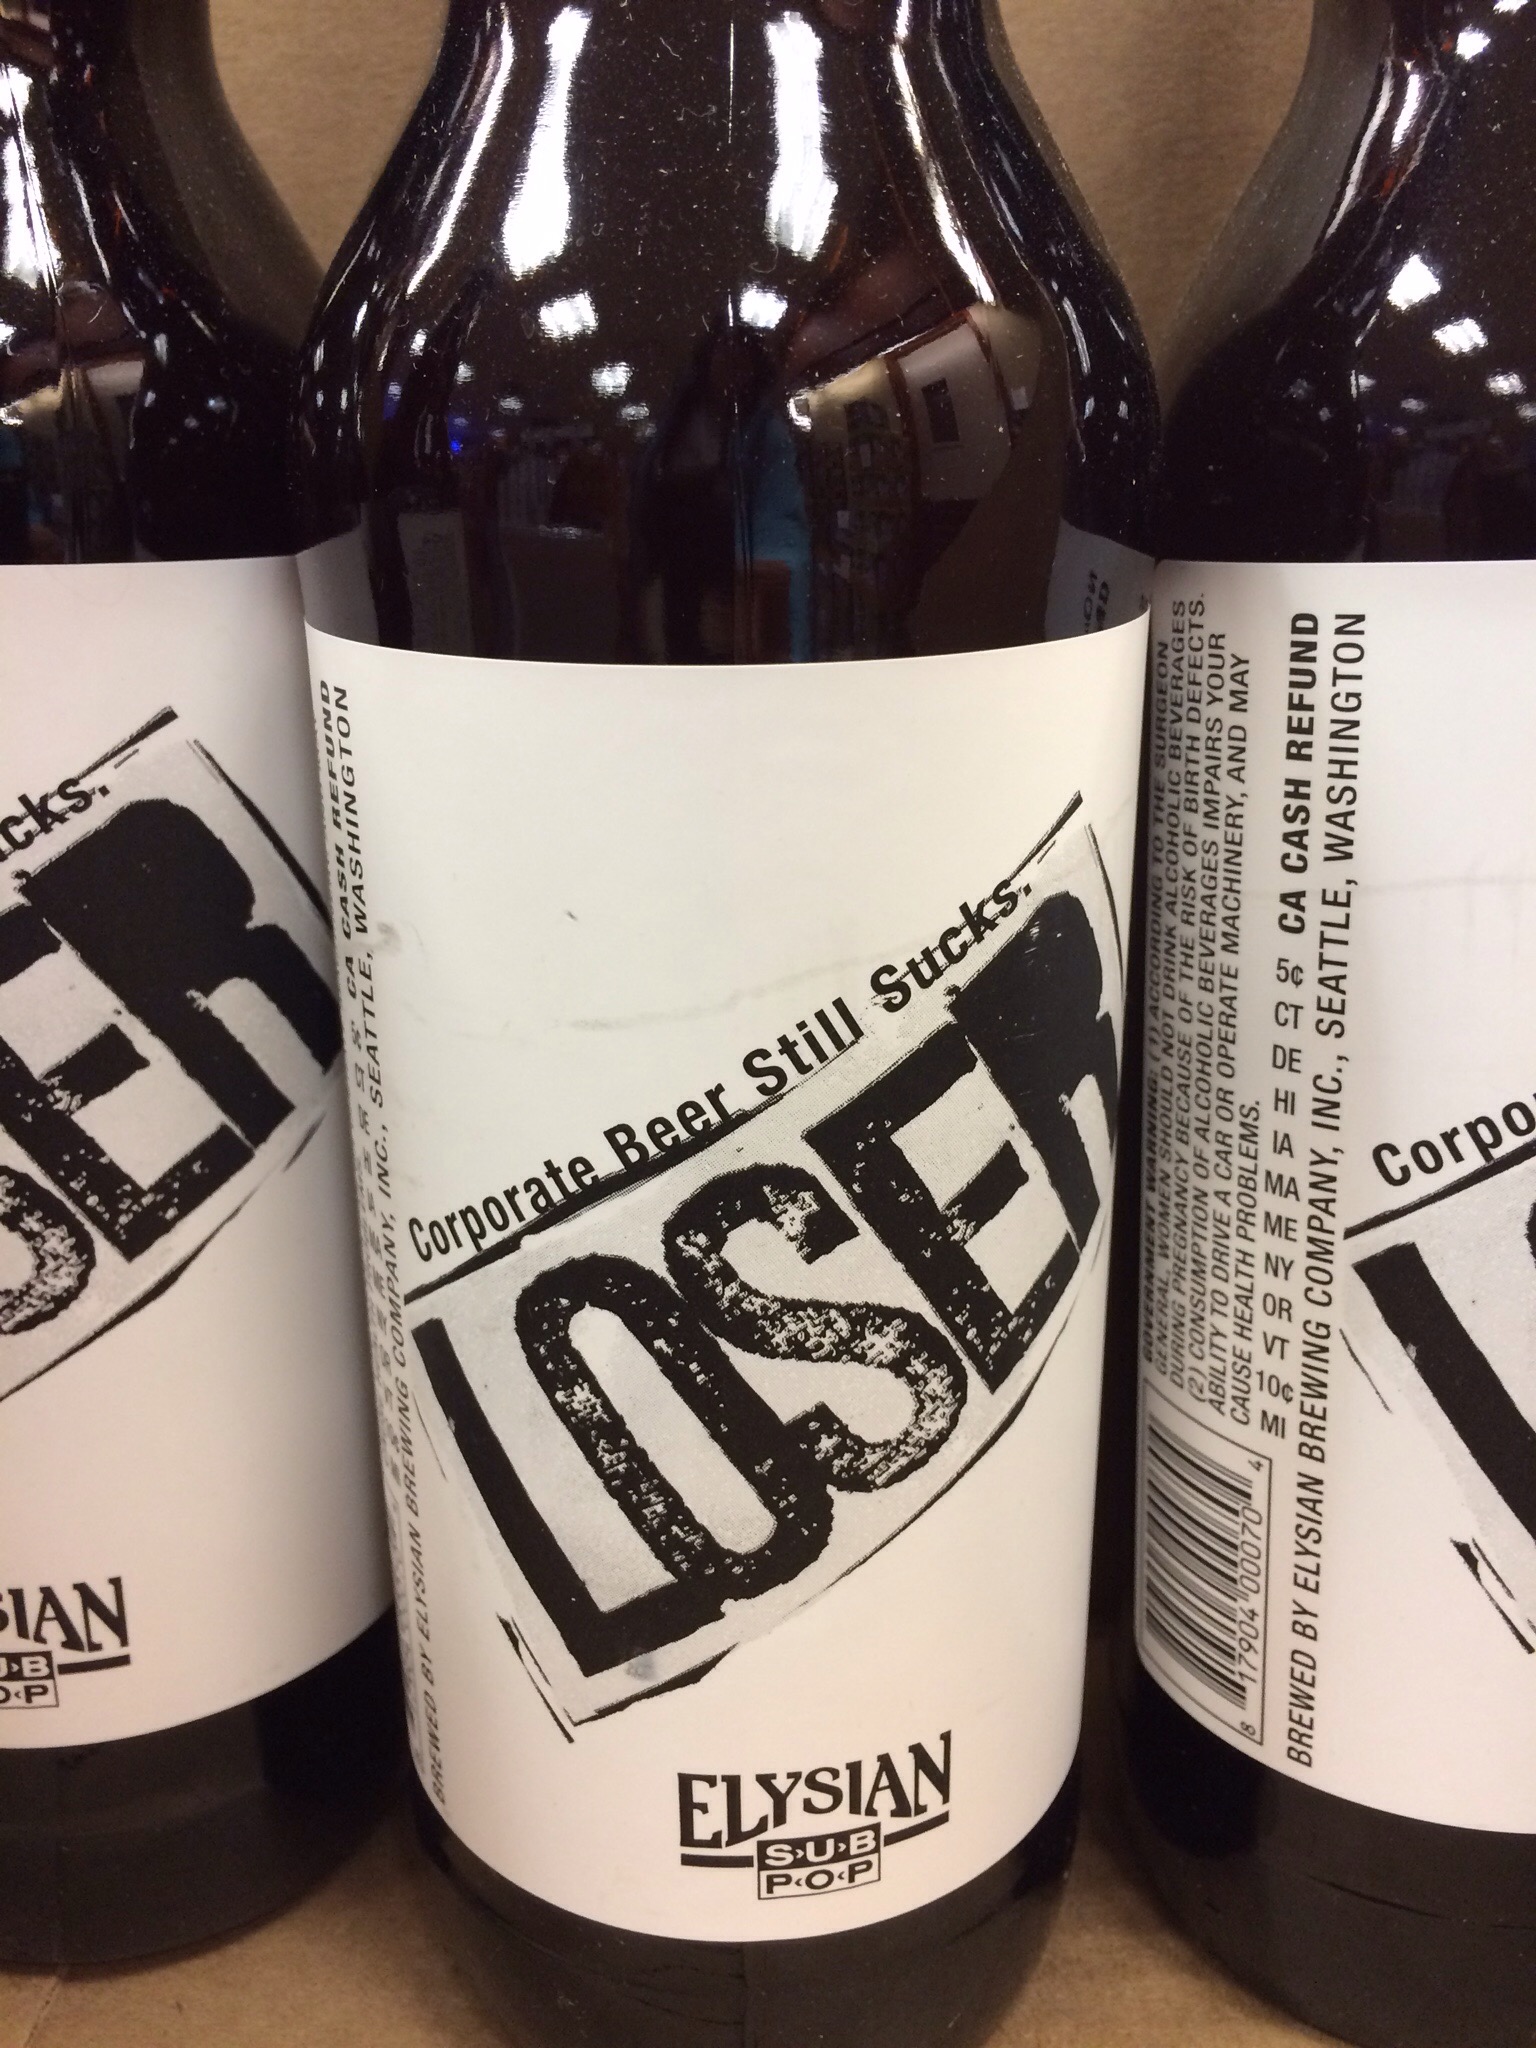 cks.
SER
SIAN
U›B
O‹P
CA CASH REFUND
BREWED BY ELYSIAN BREWING COMPANY, INC., SEATTLE, WASHINGTON
Corporate Beer Still Sucks.
LOSER
ELYSIAN
S›U›B
P‹O‹P
GOVERNMENT WARNING: (1) ACCORDING TO THE SURGEON
GENERAL, WOMEN SHOULD NOT DRINK ALCOHOLIC BEVERAGES
DURING PREGNANCY BECAUSE OF THE RISK OF BIRTH DEFECTS.
(2) CONSUMPTION OF ALCOHOLIC BEVERAGES IMPAIRS YOUR
ABILITY TO DRIVE A CAR OR OPERATE MACHINERY, AND MAY
CAUSE HEALTH PROBLEMS.
MI 10¢ VT OR NY ME MA IA HI DE CT 5¢ CA CASH REFUND
8 17904 00070 4
BREWED BY ELYSIAN BREWING COMPANY, INC., SEATTLE, WASHINGTON
Corpo